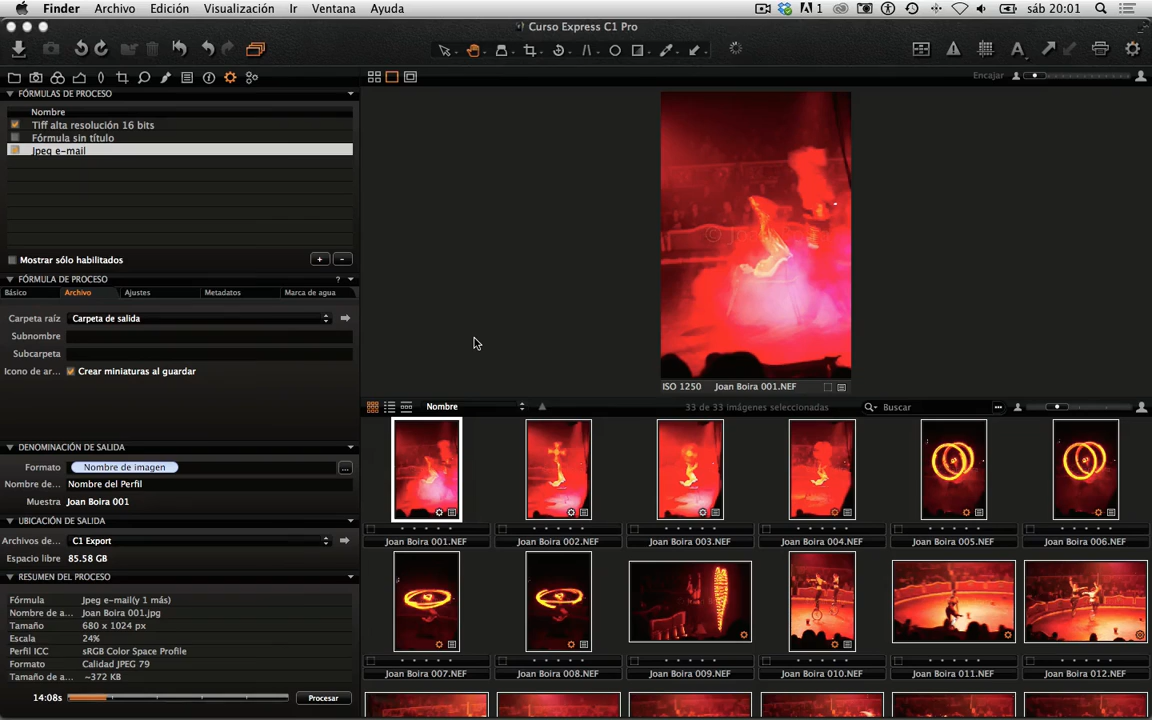 Finder Archivo Edición Visualización Ir Ventana Ayuda 1 sáb 20:01
Curso Express C1 Pro
Encajar
FÓRMULAS DE PROCESO
Nombre
Tiff alta resolución 16 bits
Fórmula sin título
Jpeg e-mail
Mostrar sólo habilitados + -
FÓRMULA DE PROCESO ?
Básico Archivo Ajustes Metadatos Marca de agua
Carpeta raíz Carpeta de salida
Subnombre
Subcarpeta
Icono de ar... Crear miniaturas al guardar
DENOMINACIÓN DE SALIDA
Formato Nombre de imagen ...
Nombre de... Nombre del Perfil
Muestra Joan Boira 001
UBICACIÓN DE SALIDA
Archivos de... C1 Export
Espacio libre 85.58 GB
RESUMEN DEL PROCESO
Fórmula Jpeg e-mail(y 1 más)
Nombre de a... Joan Boira 001.jpg
Tamaño 680 x 1024 px
Escala 24%
Perfil ICC sRGB Color Space Profile
Formato Calidad JPEG 79
Tamaño de a... ~372 KB
14:08s Procesar
ISO 1250 Joan Boira 001.NEF
Nombre 33 de 33 imágenes seleccionadas Buscar
Joan Boira 001.NEF Joan Boira 002.NEF Joan Boira 003.NEF Joan Boira 004.NEF Joan Boira 005.NEF Joan Boira 006.NEF
Joan Boira 007.NEF Joan Boira 008.NEF Joan Boira 009.NEF Joan Boira 010.NEF Joan Boira 011.NEF Joan Boira 012.NEF